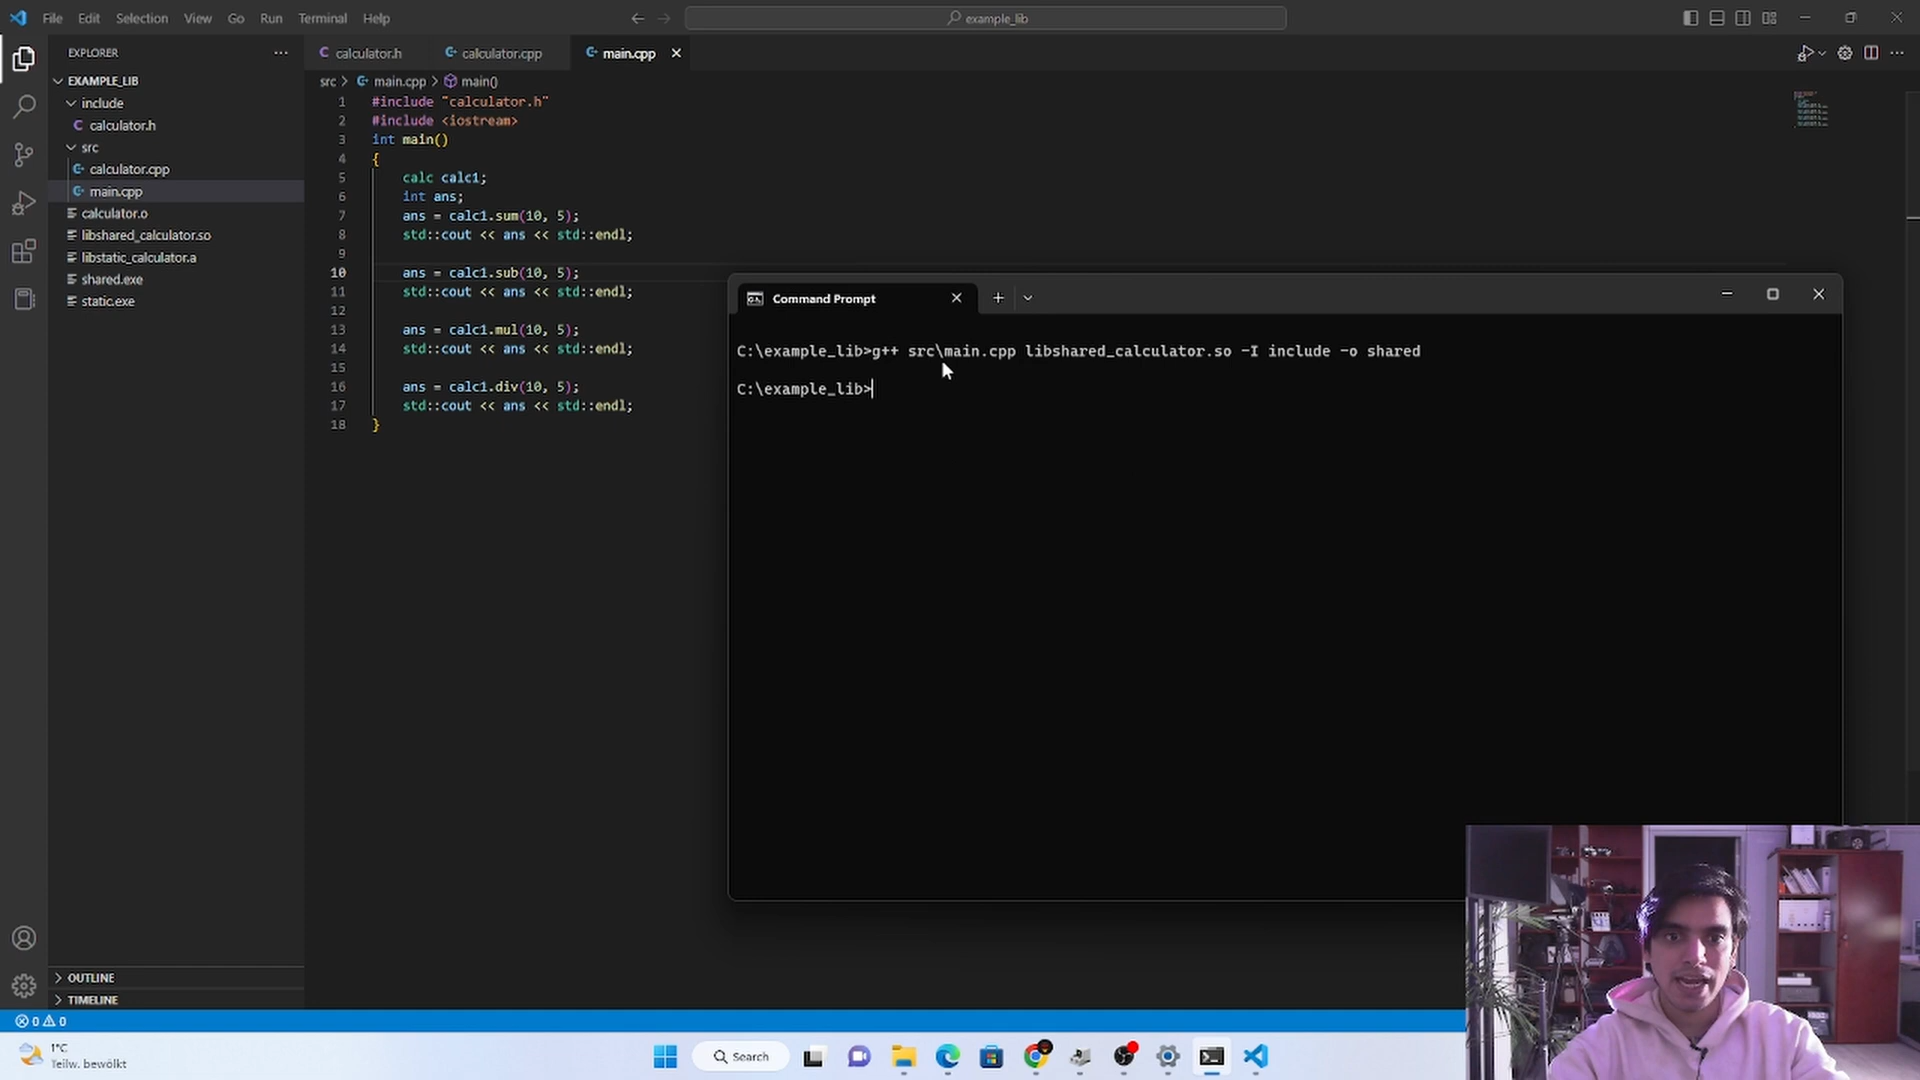 File Edit Selection View Go Run Terminal Help
example_lib
EXPLORER
EXAMPLE_LIB
include
calculator.h
src
calculator.cpp
main.cpp
calculator.o
libshared_calculator.so
libstatic_calculator.a
shared.exe
static.exe
OUTLINE
TIMELINE
calculator.h calculator.cpp main.cpp
src > main.cpp > main()
1 #include "calculator.h"
2 #include <iostream>
3 int main()
4 {
5 calc calc1;
6 int ans;
7 ans = calc1.sum(10, 5);
8 std::cout << ans << std::endl;
9
10 ans = calc1.sub(10, 5);
11 std::cout << ans << std::endl;
12
13 ans = calc1.mul(10, 5);
14 std::cout << ans << std::endl;
15
16 ans = calc1.div(10, 5);
17 std::cout << ans << std::endl;
18 }
Command Prompt
C:\example_lib>g++ src\main.cpp libshared_calculator.so -I include -o shared
C:\example_lib>
0 0
1°C
Teilw. bewölkt
Search